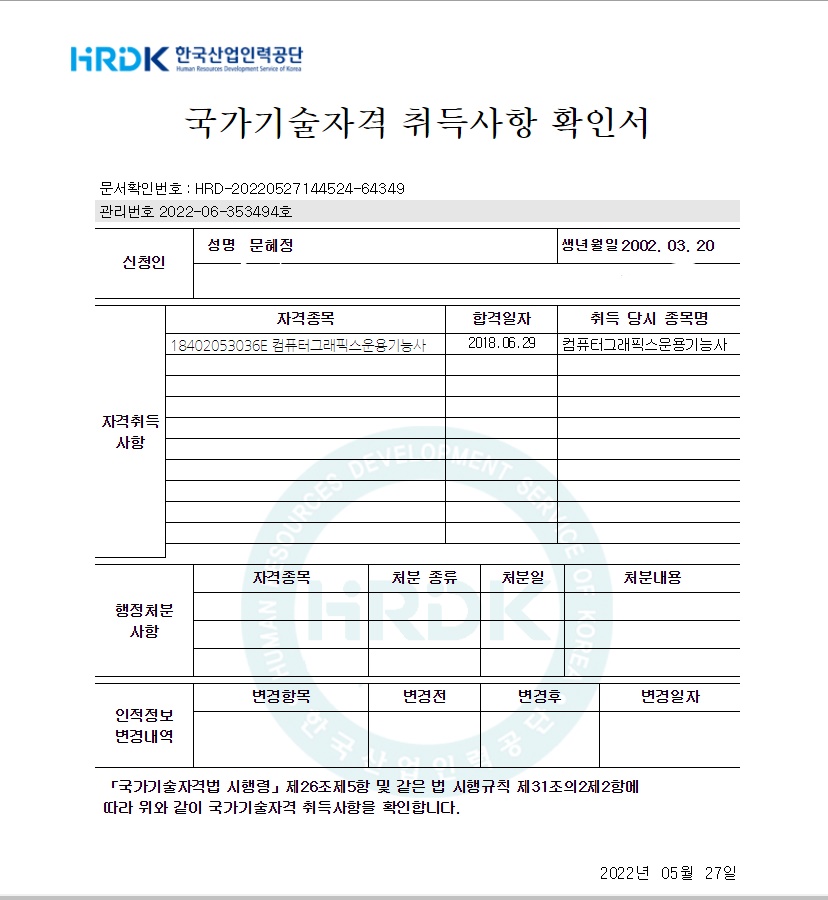 HRDK 한국산업인력공단
Human Resources Development Service of Korea
국가기술자격 취득사항 확인서
문서확인번호 : HRD-20220527144524-64349
관리번호 2022-06-353494호
신청인
성명 문혜정
생년월일 2002. 03. 20
자격취득
사항
자격종목 합격일자 취득 당시 종목명
18402053036E 컴퓨터그래픽스운용기능사 2018.06.29 컴퓨터그래픽스운용기능사
행정처분
사항
자격종목 처분 종류 처분일 처분내용
인적정보
변경내역
변경항목 변경전 변경후 변경일자
HUMAN RESOURCES DEVELOPMENT SERVICE OF KOREA
HRDK
한국산업인력공단
「국가기술자격법 시행령」 제26조제5항 및 같은 법 시행규칙 제31조의2제2항에
따라 위와 같이 국가기술자격 취득사항을 확인합니다.
2022년 05월 27일